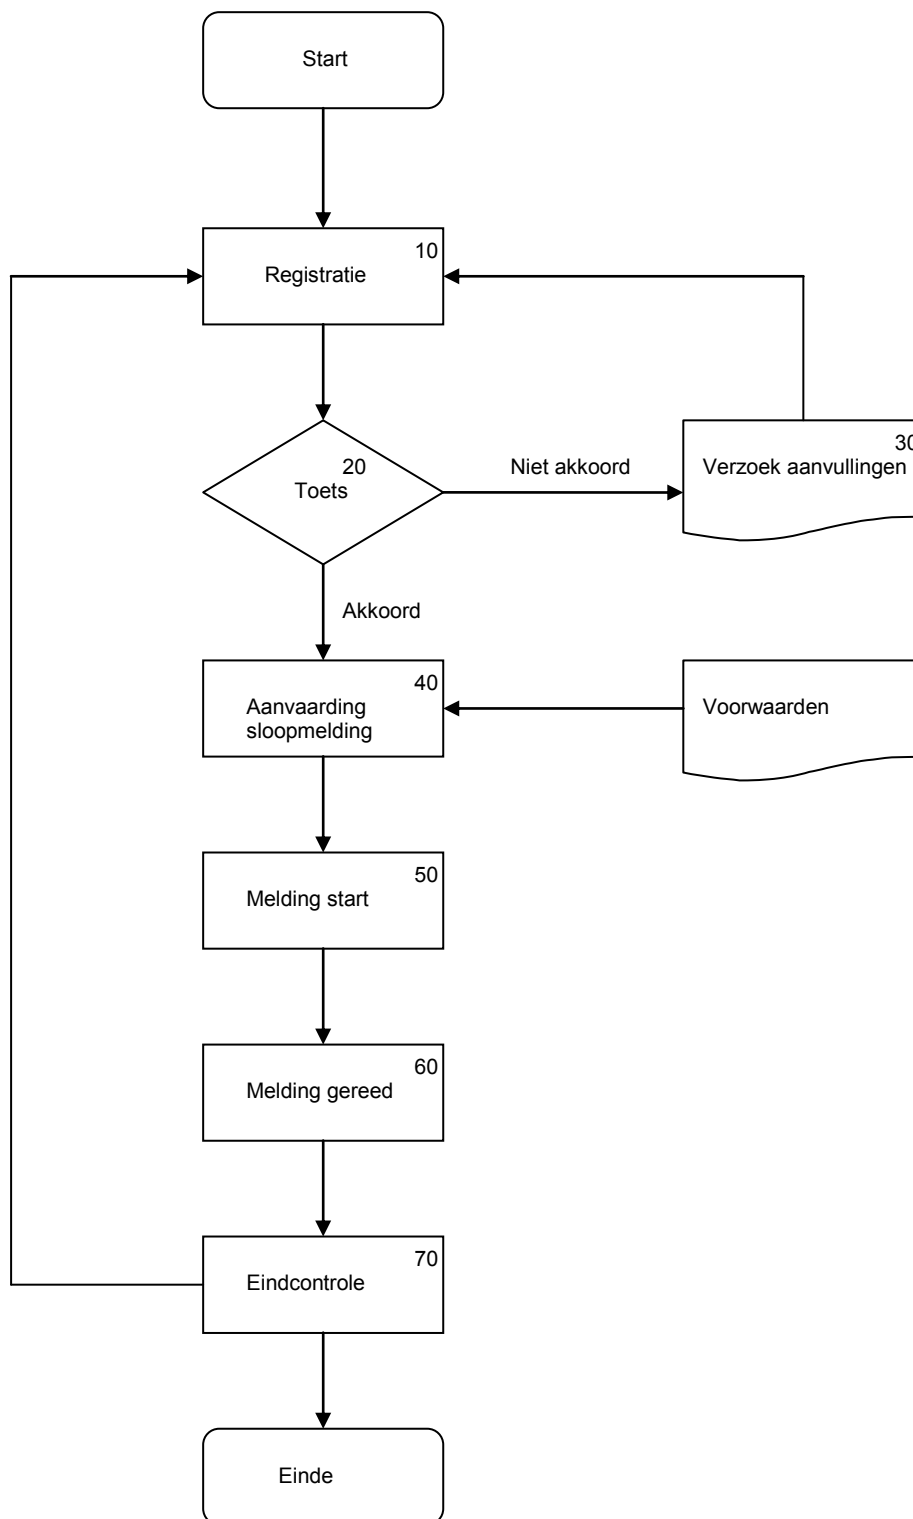 Start
10
Registratie
20
Toets
Niet akkoord
30
Verzoek aanvullingen
Akkoord
40
Aanvaarding
sloopmelding
Voorwaarden
50
Melding start
60
Melding gereed
70
Eindcontrole
Einde